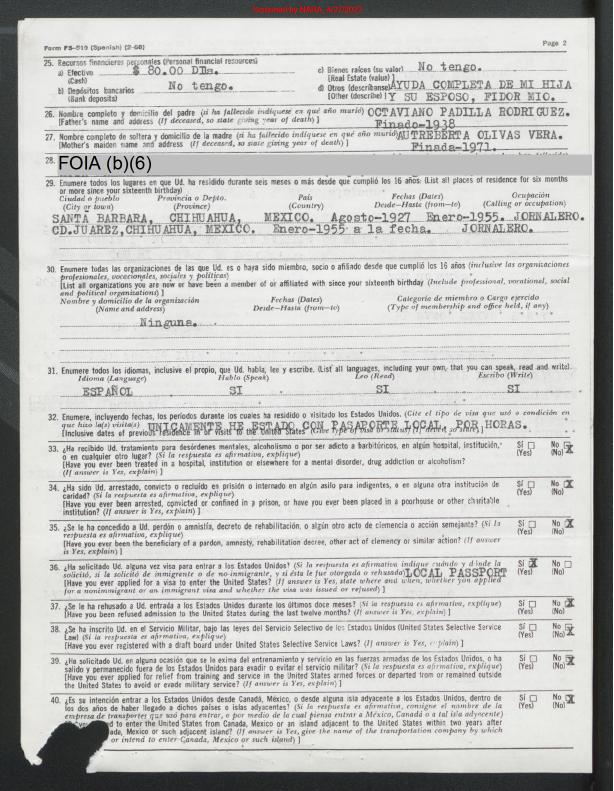 Screened by NARA, 4/27/2023
Form FS-510 (Spanish) (2-68) Page 2
25. Recursos financieros personales (Personal financial resources)
a) Efectivo $ 80.00 Dlls. c) Bienes raíces (su valor) No tengo.
(Cash) [Real Estate (value)]
b) Depósitos bancarios No tengo. d) Otros (descríbanse) AYUDA COMPLETA DE MI HIJA
(Bank deposits) [Other (describe)] Y SU ESPOSO, FIDOR MIO.
26. Nombre completo y domicilio del padre (si ha fallecido indíquese en qué año murió) OCTAVIANO PADILLA RODRIGUEZ.
[Father's name and address (If deceased, so state giving year of death)] Finado-1938
27. Nombre completo de soltera y domicilio de la madre (si ha fallecido indíquese en qué año murió) AUTREBERTA OLIVAS VERA.
[Mother's maiden name and address (If deceased, so state giving year of death)] Finada-1971.
28. FOIA (b)(6)
29. Enumere todos los lugares en que Ud. ha residido durante seis meses o más desde que cumplió los 16 años: (List all places of residence for six months
or more since your sixteenth birthday)
Ciudad o pueblo Provincia o Depto. País Fechas (Dates) Ocupación
(City or town) (Province) (Country) Desde-Hasta (from-to) (Calling or occupation)
SANTA BARBARA, CHIHUAHUA, MEXICO. Agosto-1927 Enero-1955. JORNALERO.
CD.JUAREZ,CHIHUAHUA, MEXICO. Enero-1955 a la fecha. JORNALERO.
30. Enumere todas las organizaciones de las que Ud. es o haya sido miembro, socio o afiliado desde que cumplió los 16 años (inclusive las organizaciones
profesionales, vocacionales, sociales y políticas)
[List all organizations you are now or have been a member of or affiliated with since your sixteenth birthday (Include professional, vocational, social
and political organizations)]
Nombre y domicilio de la organización Fechas (Dates) Categoría de miembro o Cargo ejercido
(Name and address) Desde-Hasta (from-to) (Type of membership and office held, if any)
Ninguna.
31. Enumere todos los idiomas, inclusive el propio, que Ud. habla, lee y escribe. (List all languages, including your own, that you can speak, read and write).
Idioma (Language) Hablo (Speak) Leo (Read) Escribo (Write)
ESPAÑOL SI SI SI
32. Enumere, incluyendo fechas, los períodos durante los cuales ha residido o visitado los Estados Unidos. (Cite el tipo de visa que usó o condición en
que hizo la(s) visita(s) UNICAMENTE HE ESTADO CON PASAPORTE LOCAL, POR HORAS.
[Inclusive dates of previous residence in or visits to the United States (Give type of visa or status)
33. ¿Ha recibido Ud. tratamiento para desórdenes mentales, alcoholismo o por ser adicto a barbitúricos, en algún hospital, institución, Sí □ No ☒
o en cualquier otro lugar? (Si la respuesta es afirmativa, explique) (Yes) (No)
[Have you ever been treated in a hospital, institution or elsewhere for a mental disorder, drug addiction or alcoholism?
(If answer is Yes, explain)]
34. ¿Ha sido Ud. arrestado, convicto o recluido en prisión o internado en algún asilo para indigentes, o en alguna otra institución de Sí □ No ☒
caridad? (Si la respuesta es afirmativa, explique) (Yes) (No)
[Have you ever been arrested, convicted or confined in a prison, or have you ever been placed in a poorhouse or other charitable
institution? (If answer is Yes, explain)]
35. ¿Se le ha concedido a Ud. perdón o amnistía, decreto de rehabilitación, o algún otro acto de clemencia o acción semejante? (Si la Sí □ No ☒
respuesta es afirmativa, explique) (Yes) (No)
[Have you ever been the beneficiary of a pardon, amnesty, rehabilitation decree, other act of clemency or similar action? (If answer
is Yes, explain)]
36. ¿Ha solicitado Ud. alguna vez visa para entrar a los Estados Unidos? (Si la respuesta es afirmativa indique cuándo y dónde la Sí ☒ No □
solicitó, si la solicitó de inmigrante o de no-inmigrante, y si ésta le fue otorgada o rehusada) LOCAL PASSPORT (Yes) (No)
[Have you ever applied for a visa to enter the United States? (If answer is Yes, state where and when, whether you applied
for a nonimmigrant or an immigrant visa and whether the visa was issued or refused)]
37. ¿Se le ha rehusado a Ud. entrada a los Estados Unidos durante los últimos doce meses? (Si la respuesta es afirmativa, explique) Sí □ No ☒
[Have you been refused admission to the United States during the last twelve months? (If answer is Yes, explain)] (Yes) (No)
38. ¿Se ha inscrito Ud. en el Servicio Militar, bajo las leyes del Servicio Selectivo de los Estados Unidos (United States Selective Service Sí □ No ☒
Law) (Si la respuesta es afirmativa, explique) (Yes) (No)
[Have you ever registered with a draft board under United States Selective Service Laws? (If answer is Yes, explain)]
39. ¿Ha solicitado Ud. en alguna ocasión que se le exima del entrenamiento y servicio en las fuerzas armadas de los Estados Unidos, o ha Sí □ No ☒
salido y permanecido fuera de los Estados Unidos para evadir o evitar el servicio militar? (Si la respuesta es afirmativa, explique) (Yes) (No)
[Have you ever applied for relief from training and service in the United States armed forces or departed from or remained outside
the United States to avoid or evade military service? (If answer is Yes, explain)]
40. ¿Es su intención entrar a los Estados Unidos desde Canadá, México, o desde alguna isla adyacente a los Estados Unidos, dentro de Sí □ No ☒
los dos años de haber llegado a dichos países o islas adyacentes? (Si la respuesta es afirmativa, consigne el nombre de la (Yes) (No)
empresa de transportes que usó para entrar, o por medio de la cual piensa entrar a México, Canadá o a tal isla adyacente)
d to enter the United States from Canada, Mexico or an island adjacent to the United States within two years after
ada, Mexico or such adjacent island? (If answer is Yes, give the name of the transportation company by which
or intend to enter Canada, Mexico or such island)]